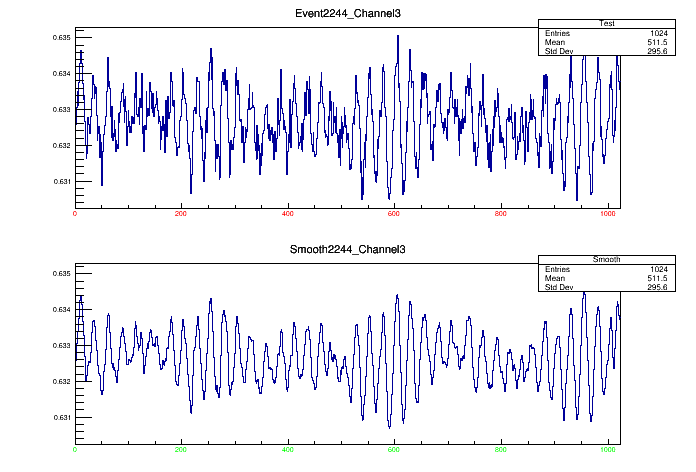 Event2244_Channel3
Test
Entries 1024
Mean 511.5
Std Dev 295.6
0.635
0.634
0.633
0.632
0.631
0 200 400 600 800 1000
Smooth2244_Channel3
Smooth
Entries 1024
Mean 511.5
Std Dev 295.6
0.635
0.634
0.633
0.632
0.631
0 200 400 600 800 1000